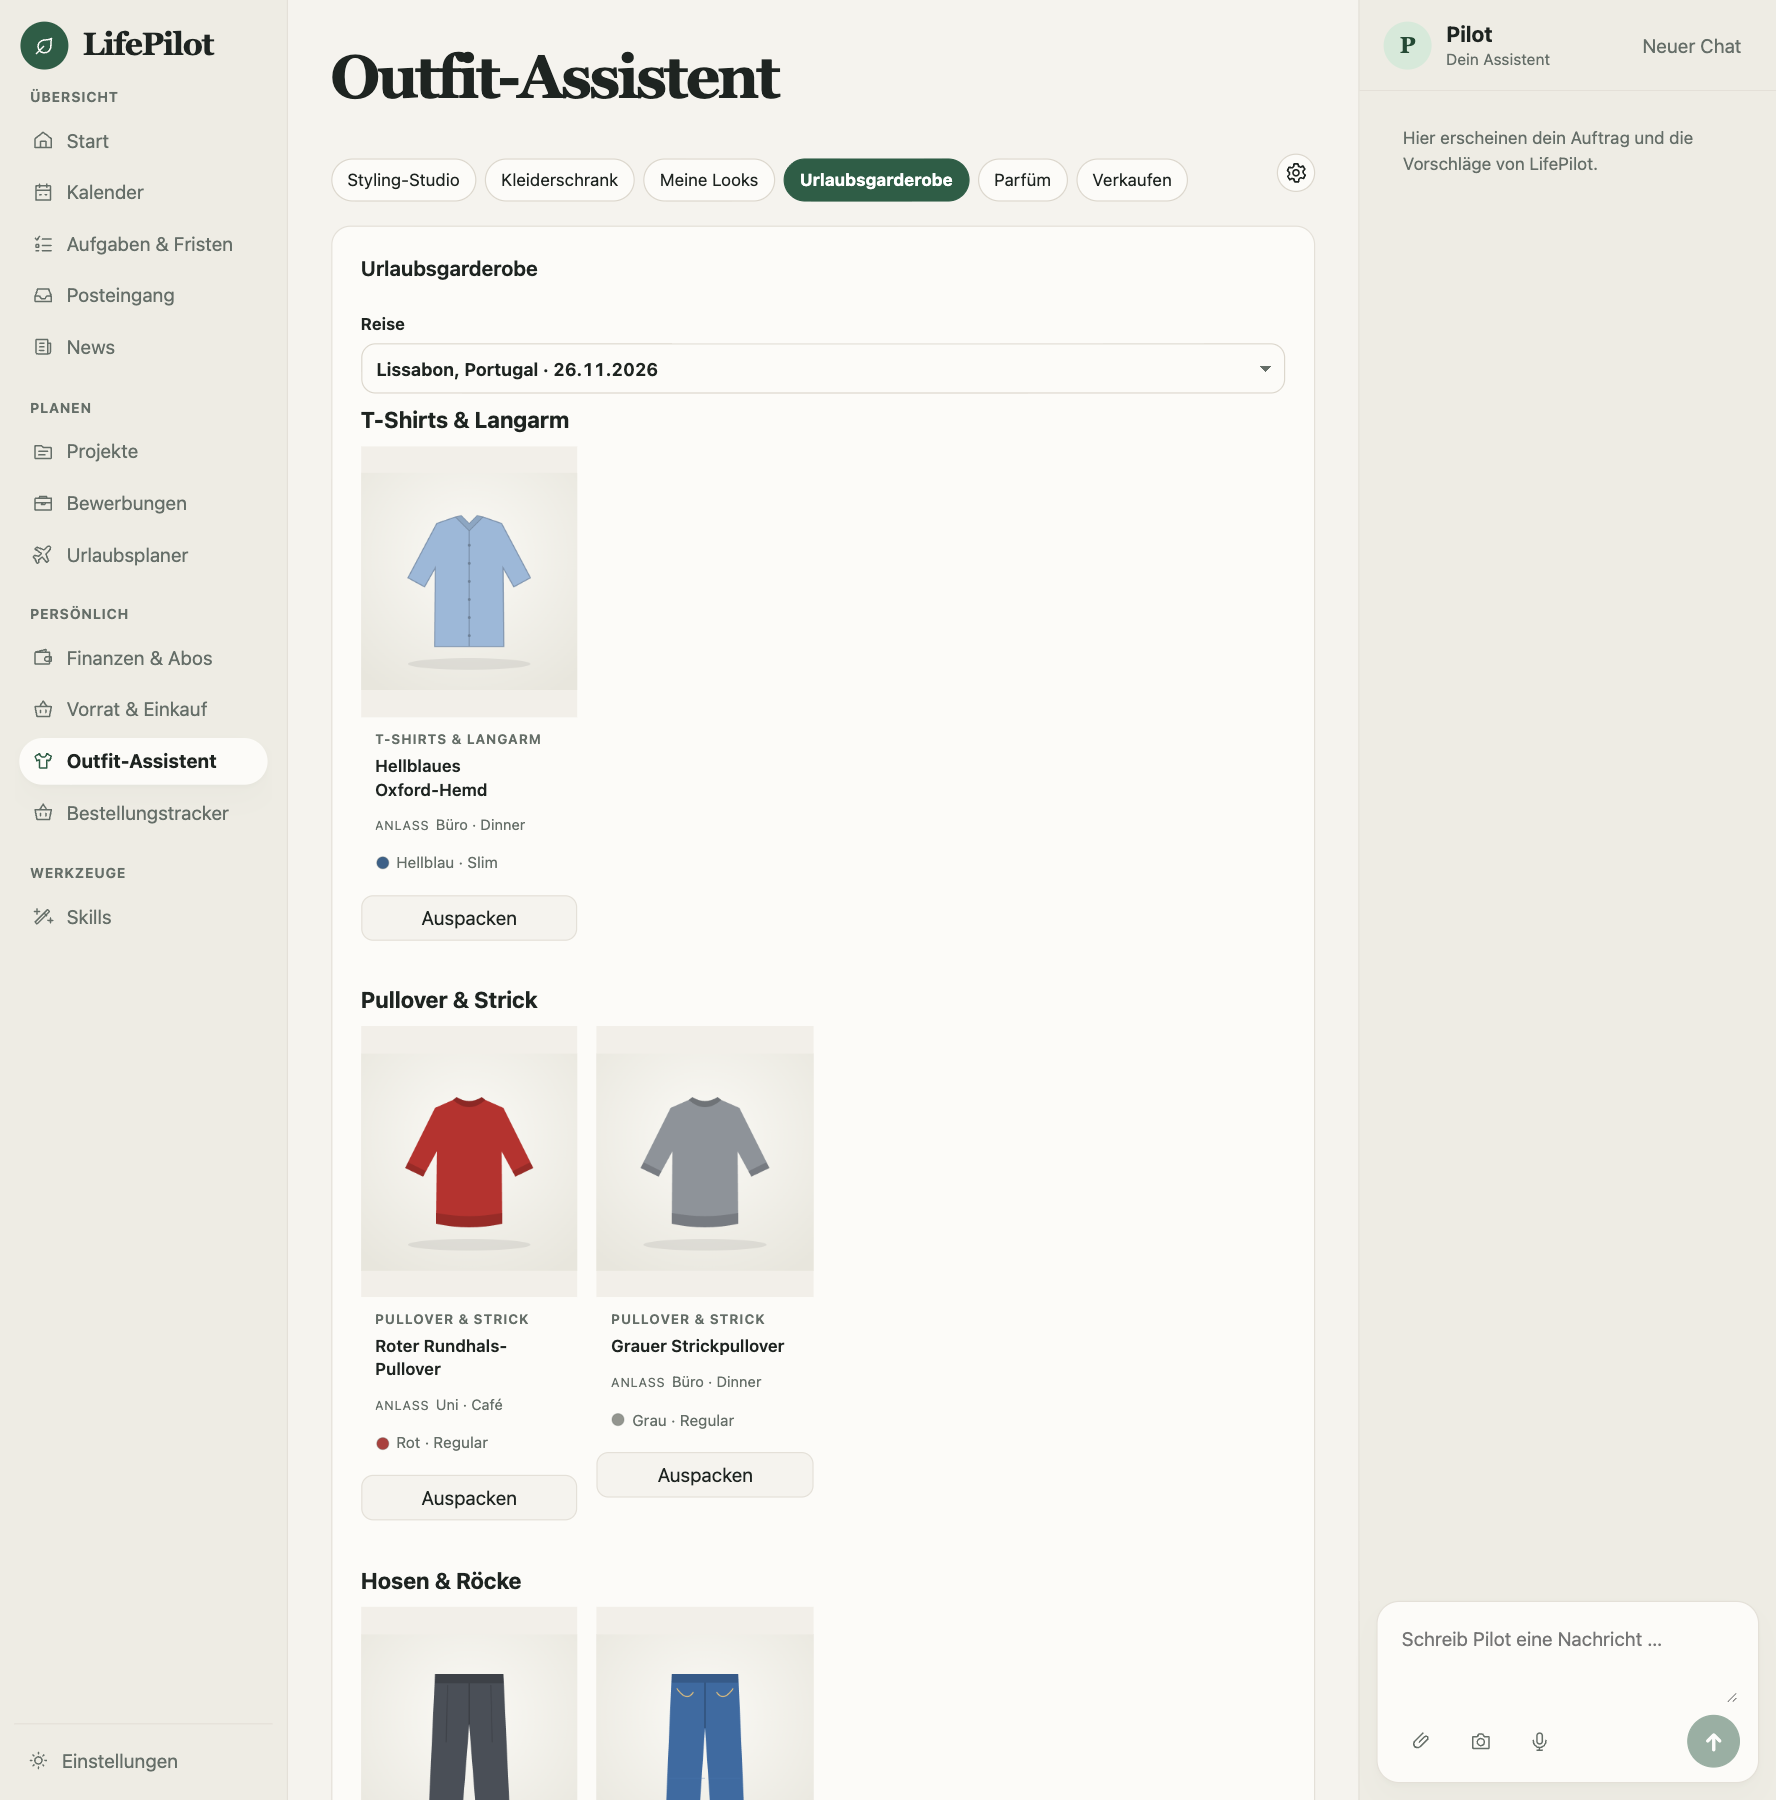 LifePilot
ÜBERSICHT
Start
Kalender
Aufgaben & Fristen
Posteingang
News
PLANEN
Projekte
Bewerbungen
Urlaubsplaner
PERSÖNLICH
Finanzen & Abos
Vorrat & Einkauf
Outfit-Assistent
Bestellungstracker
WERKZEUGE
Skills
Einstellungen
Outfit-Assistent
Styling-Studio
Kleiderschrank
Meine Looks
Urlaubsgarderobe
Parfüm
Verkaufen
Urlaubsgarderobe
Reise
Lissabon, Portugal · 26.11.2026
T-Shirts & Langarm
T-SHIRTS & LANGARM
Hellblaues
Oxford-Hemd
ANLASS Büro · Dinner
Hellblau · Slim
Auspacken
Pullover & Strick
PULLOVER & STRICK
Roter Rundhals-
Pullover
ANLASS Uni · Café
Rot · Regular
Auspacken
PULLOVER & STRICK
Grauer Strickpullover
ANLASS Büro · Dinner
Grau · Regular
Auspacken
Hosen & Röcke
P
Pilot
Dein Assistent
Neuer Chat
Hier erscheinen dein Auftrag und die
Vorschläge von LifePilot.
Schreib Pilot eine Nachricht ...